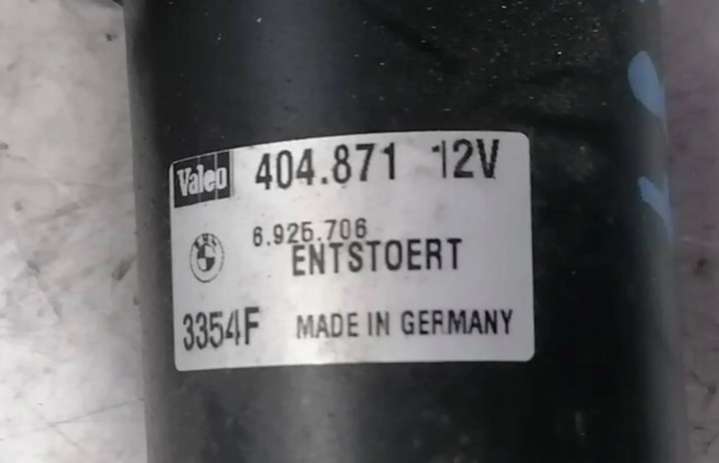 Valeo 404.871 12V
6.925.706
ENTSTOERT
3354F MADE IN GERMANY